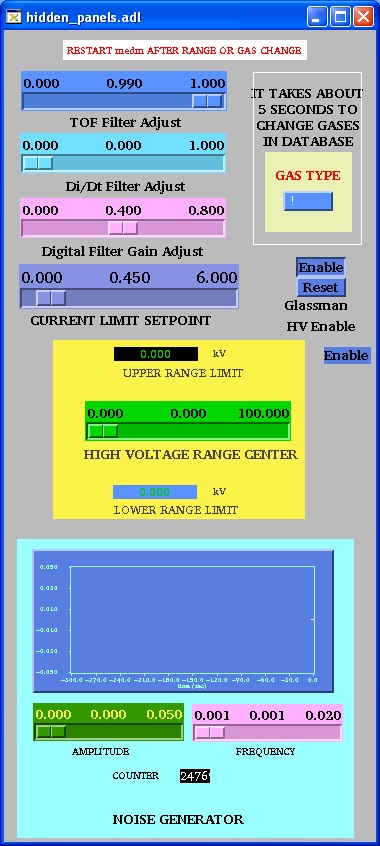 hidden_panels.adl
RESTART medm AFTER RANGE OR GAS CHANGE
0.000 0.990 1.000
TOF Filter Adjust
0.000 0.000 1.000
Di/Dt Filter Adjust
0.000 0.400 0.800
Digital Filter Gain Adjust
0.000 0.450 6.000
CURRENT LIMIT SETPOINT
IT TAKES ABOUT
5 SECONDS TO
CHANGE GASES
IN DATABASE
GAS TYPE
!
Enable
Reset
Glassman
HV Enable
Enable
0.000 kV
UPPER RANGE LIMIT
0.000 0.000 100.000
HIGH VOLTAGE RANGE CENTER
0.000 kV
LOWER RANGE LIMIT
0.050
0.030
0.010
-0.010
-0.030
-0.050
-300.0 -270.0 -240.0 -210.0 -180.0 -150.0 -120.0 -90.0 -60.0 -30.0 0.0
time (sec)
0.000 0.000 0.050
AMPLITUDE
0.001 0.001 0.020
FREQUENCY
COUNTER 2476
NOISE GENERATOR